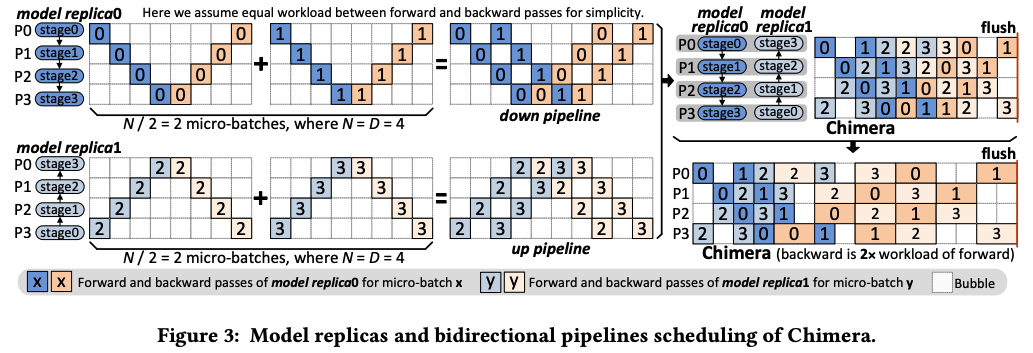 model replica0
Here we assume equal workload between forward and backward passes for simplicity.
P0 stage0
P1 stage1
P2 stage2
P3 stage3
0 0
0 0
0 0
0 0
+
1 1
1 1
1 1
1 1
=
0 1 0 1
0 1 0 1
0 1 0 1
0 0 1 1
N / 2 = 2 micro-batches, where N = D = 4
down pipeline
model replica1
P0 stage3
P1 stage2
P2 stage1
P3 stage0
2 2
2 2
2 2
2 2
+
3 3
3 3
3 3
3 3
=
2 2 3 3
2 3 2 3
2 3 2 3
2 3 2 3
N / 2 = 2 micro-batches, where N = D = 4
up pipeline
model replica0
model replica1
flush
P0 stage0 stage3
P1 stage1 stage2
P2 stage2 stage1
P3 stage3 stage0
0 1 2 2 3 3 0 1
0 2 1 3 2 0 3 1
2 0 3 1 0 2 1 3
2 3 0 0 1 1 2 3
Chimera
flush
P0 0 1 2 2 3 3 0 1
P1 0 2 1 3 2 0 3 1
P2 2 0 3 1 0 2 1 3
P3 2 3 0 0 1 1 2 3
Chimera (backward is 2× workload of forward)
x x Forward and backward passes of model replica0 for micro-batch x
y y Forward and backward passes of model replica1 for micro-batch y
Bubble
Figure 3: Model replicas and bidirectional pipelines scheduling of Chimera.